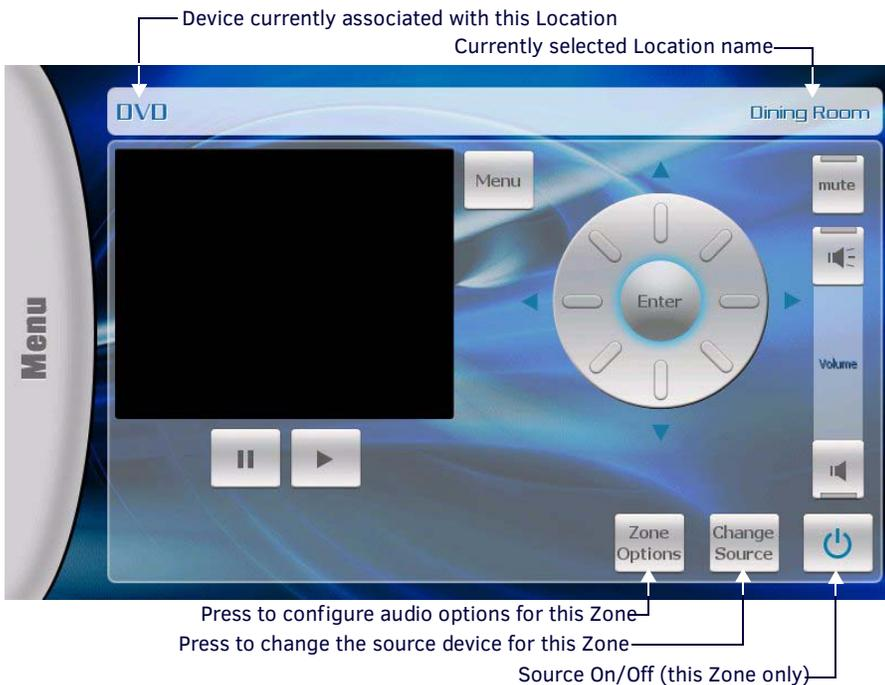 Device currently associated with this Location
Currently selected Location name
DVD
Dining Room
Menu
mute
Menu
Enter
Volume
Zone
Options
Change
Source
Press to configure audio options for this Zone
Press to change the source device for this Zone
Source On/Off (this Zone only)